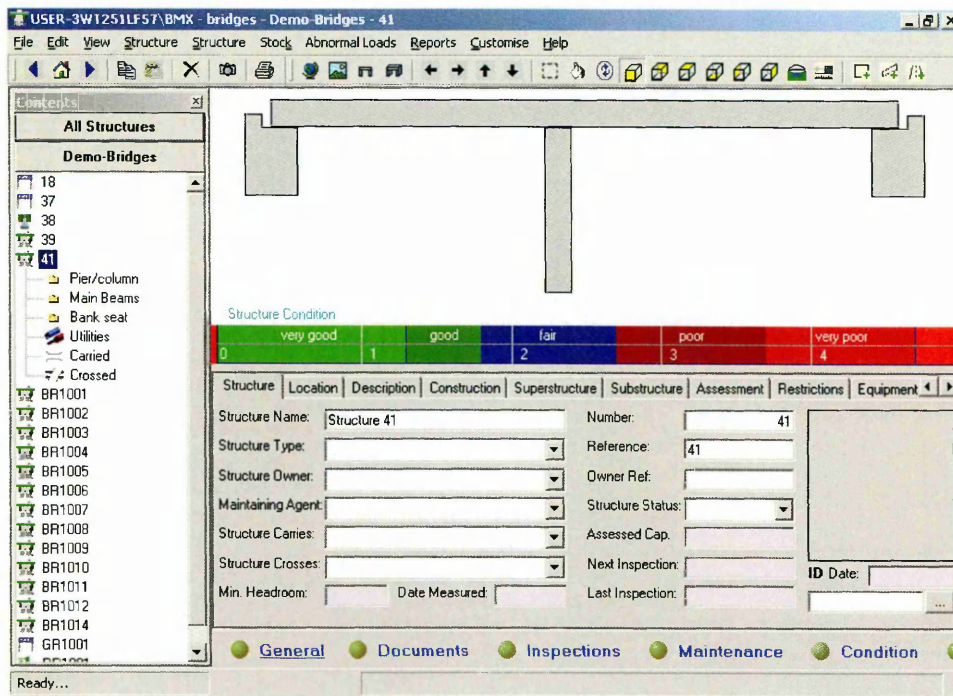 USER-3W1251LF57\BMX - bridges - Demo-Bridges - 41
File Edit View Structure Structure Stock Abnormal Loads Reports Customise Help
Contents
All Structures
Demo-Bridges
18
37
38
39
41
Pier/column
Main Beams
Bank seat
Utilities
Carried
Crossed
BR1001
BR1002
BR1003
BR1004
BR1005
BR1006
BR1007
BR1008
BR1009
BR1010
BR1011
BR1012
BR1014
GR1001
Structure Condition
very good good fair poor very poor
0 1 2 3 4
Structure Location Description Construction Superstructure Substructure Assessment Restrictions Equipment
Structure Name: Structure 41 Number: 41
Structure Type: Reference: 41
Structure Owner: Owner Ref:
Maintaining Agent: Structure Status:
Structure Carries: Assessed Cap.
Structure Crosses: Next Inspection: ID Date:
Min. Headroom: Date Measured: Last Inspection: ...
General Documents Inspections Maintenance Condition
Ready...